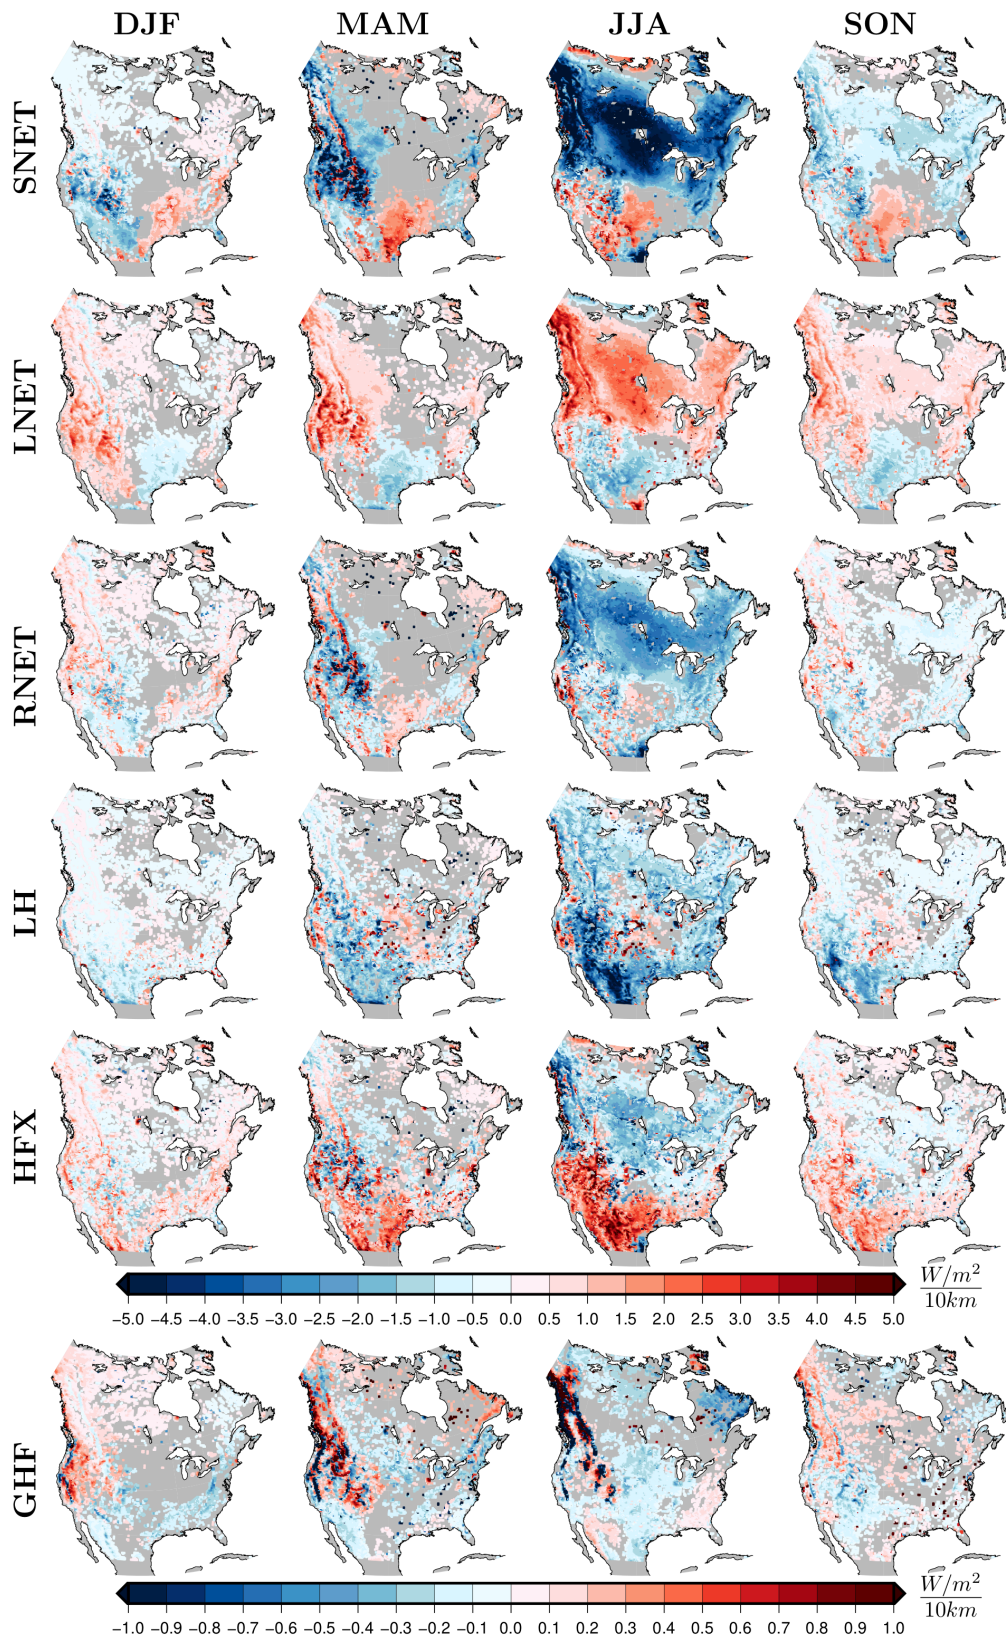 DJF MAM JJA SON
SNET
LNET
RNET
LH
HFX
−5.0 −4.5 −4.0 −3.5 −3.0 −2.5 −2.0 −1.5 −1.0 −0.5 0.0 0.5 1.0 1.5 2.0 2.5 3.0 3.5 4.0 4.5 5.0
W/m²
10km
GHF
−1.0 −0.9 −0.8 −0.7 −0.6 −0.5 −0.4 −0.3 −0.2 −0.1 0.0 0.1 0.2 0.3 0.4 0.5 0.6 0.7 0.8 0.9 1.0
W/m²
10km